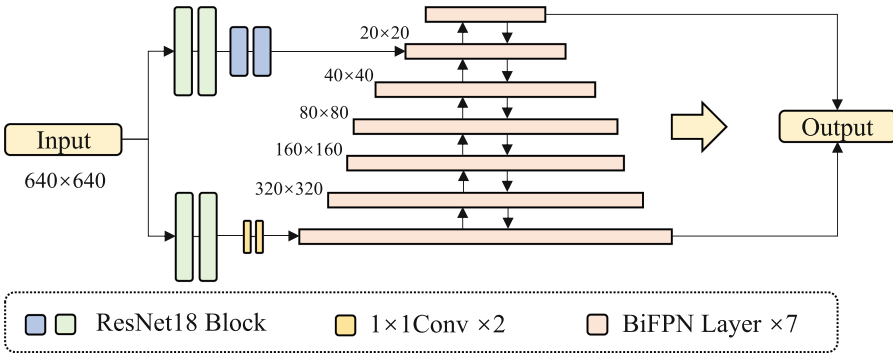 20×20
40×40
80×80
Input
Output
160×160
640×640
320×320
ResNet18 Block
1×1Conv ×2
BiFPN Layer ×7